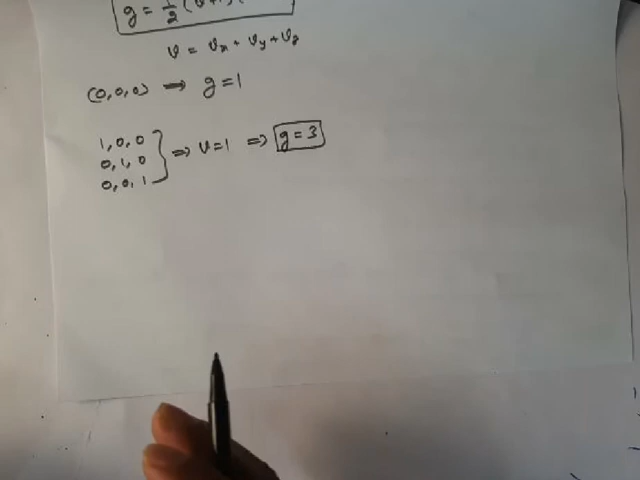 g = 1/2 (v+1) (
v = vx + vy + vz
(0,0,0) → g = 1
1, 0, 0
0, 1, 0 } ⇒ v = 1 ⇒ g = 3
0, 0, 1